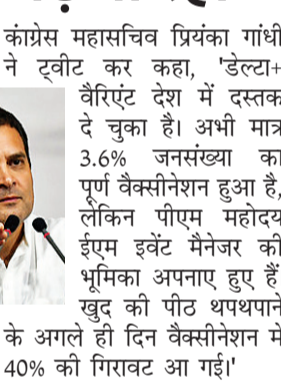 कांग्रेस महासचिव प्रियंका गांधी
ने ट्वीट कर कहा, 'डेल्टा+
वैरिएंट देश में दस्तक
दे चुका है। अभी मात्र
3.6% जनसंख्या का
पूर्ण वैक्सीनेशन हुआ है,
लेकिन पीएम महोदय
ईएम इवेंट मैनेजर की
भूमिका अपनाए हुए हैं
खुद की पीठ थपथपाने
के अगले ही दिन वैक्सीनेशन में
40% की गिरावट आ गई।'